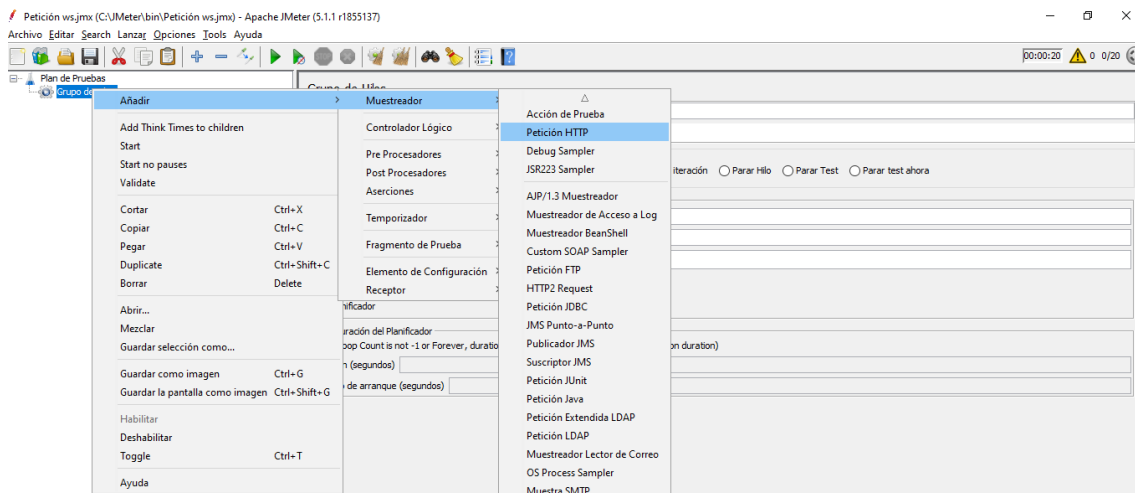 Petición ws.jmx (C:\JMeter\bin\Petición ws.jmx) - Apache JMeter (5.1.1 r1855137)
Archivo Editar Search Lanzar Opciones Tools Ayuda
00:00:20 0 0/20
Plan de Pruebas
Grupo de
Añadir
Add Think Times to children
Start
Start no pauses
Validate
Cortar Ctrl+X
Copiar Ctrl+C
Pegar Ctrl+V
Duplicate Ctrl+Shift+C
Borrar Delete
Abrir...
Mezclar
Guardar selección como...
Guardar como imagen Ctrl+G
Guardar la pantalla como imagen Ctrl+Shift+G
Habilitar
Deshabilitar
Toggle Ctrl+T
Ayuda
Muestreador
Controlador Lógico
Pre Procesadores
Post Procesadores
Aserciones
Temporizador
Fragmento de Prueba
Elemento de Configuración
Receptor
Acción de Prueba
Petición HTTP
Debug Sampler
JSR223 Sampler
AJP/1.3 Muestreador
Muestreador de Acceso a Log
Muestreador BeanShell
Custom SOAP Sampler
Petición FTP
HTTP2 Request
Petición JDBC
JMS Punto-a-Punto
Publicador JMS
Suscriptor JMS
Petición JUnit
Petición Java
Petición Extendida LDAP
Petición LDAP
Muestreador Lector de Correo
OS Process Sampler
Muestra SMTP
iteración Parar Hilo Parar Test Parar test ahora
nificador
uración del Planificador
oop Count is not -1 or Forever, duratio
on duration)
n (segundos)
de arranque (segundos)